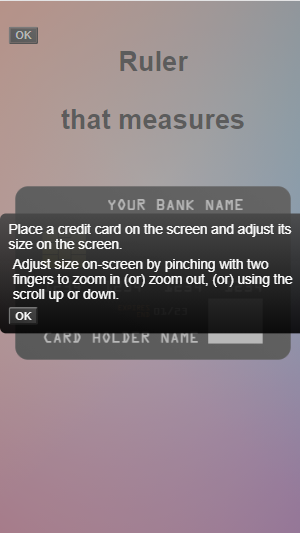 OK
Ruler
that measures
YOUR BANK NAME
Place a credit card on the screen and adjust its
size on the screen.
Adjust size on-screen by pinching with two
fingers to zoom in (or) zoom out, (or) using the
scroll up or down.
OK
CARD HOLDER NAME